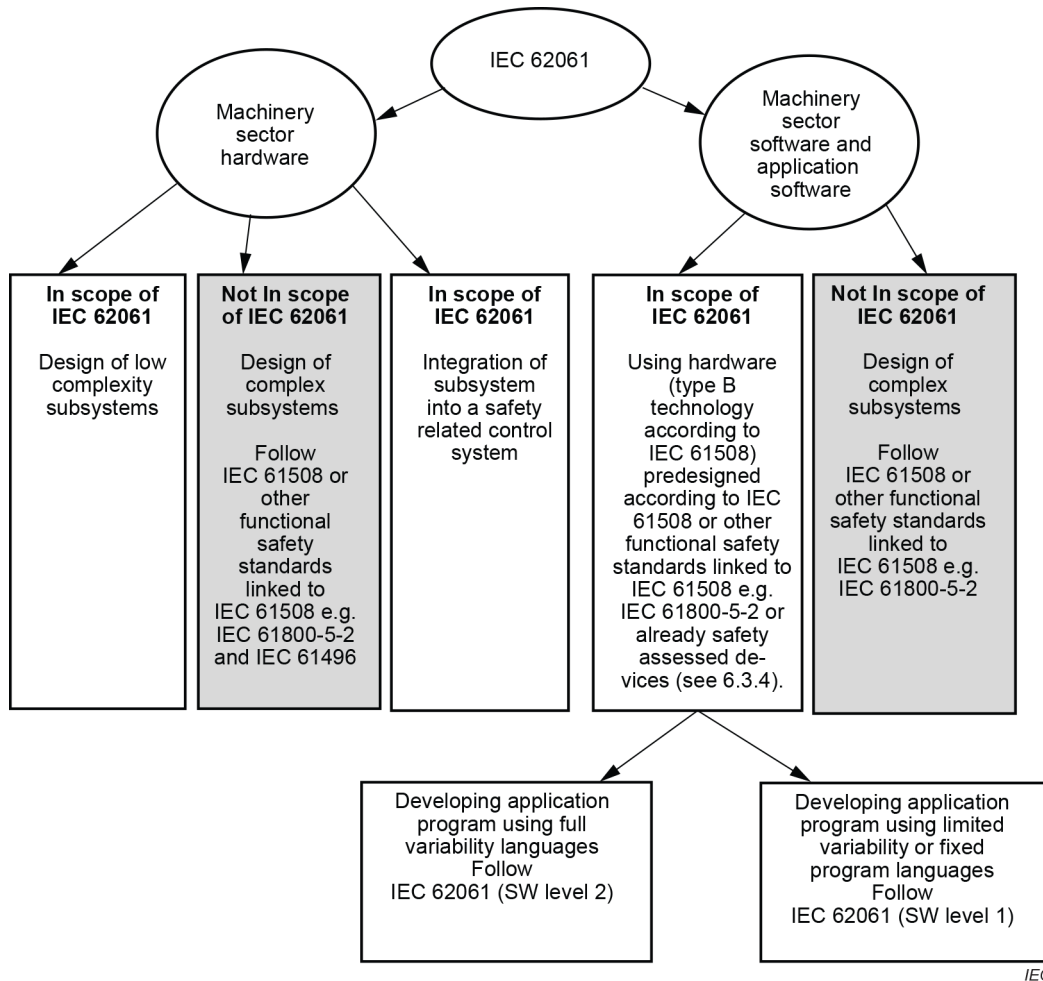 IEC 62061
Machinery
sector
hardware
Machinery
sector
software and
application
software
In scope of
IEC 62061
Design of low
complexity
subsystems
Not In scope
of IEC 62061
Design of
complex
subsystems
Follow
IEC 61508 or
other
functional
safety
standards
linked to
IEC 61508 e.g.
IEC 61800-5-2
and IEC 61496
In scope of
IEC 62061
Integration of
subsystem
into a safety
related control
system
In scope of
IEC 62061
Using hardware
(type B
technology
according to
IEC 61508)
predesigned
according to IEC
61508 or other
functional safety
standards linked to
IEC 61508 e.g.
IEC 61800-5-2 or
already safety
assessed de-
vices (see 6.3.4).
Not In scope of
IEC 62061
Design of
complex
subsystems
Follow
IEC 61508 or
other functional
safety standards
linked to
IEC 61508 e.g.
IEC 61800-5-2
Developing application
program using full
variability languages
Follow
IEC 62061 (SW level 2)
Developing application
program using limited
variability or fixed
program languages
Follow
IEC 62061 (SW level 1)
IEC